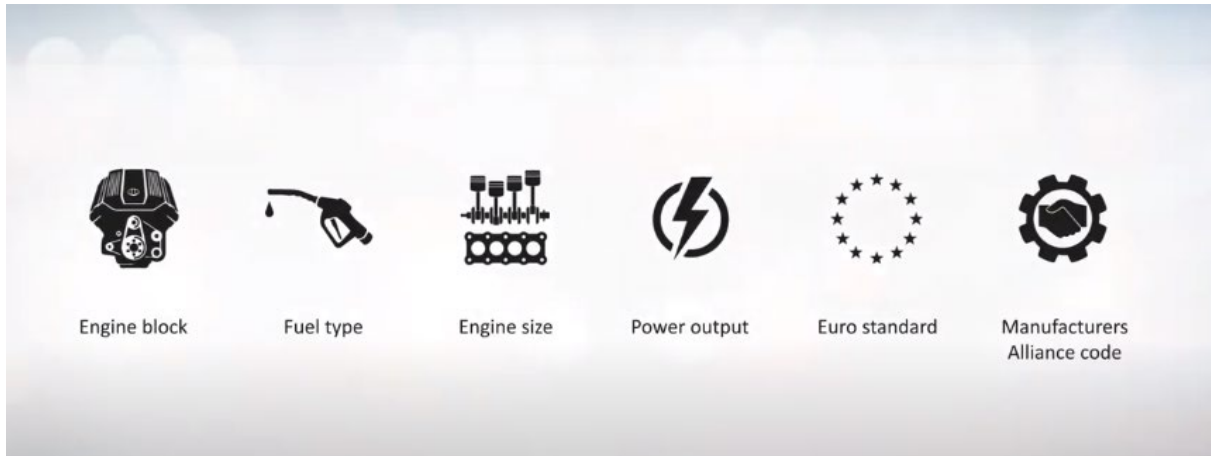 Engine block
Fuel type
Engine size
Power output
Euro standard
Manufacturers
Alliance code